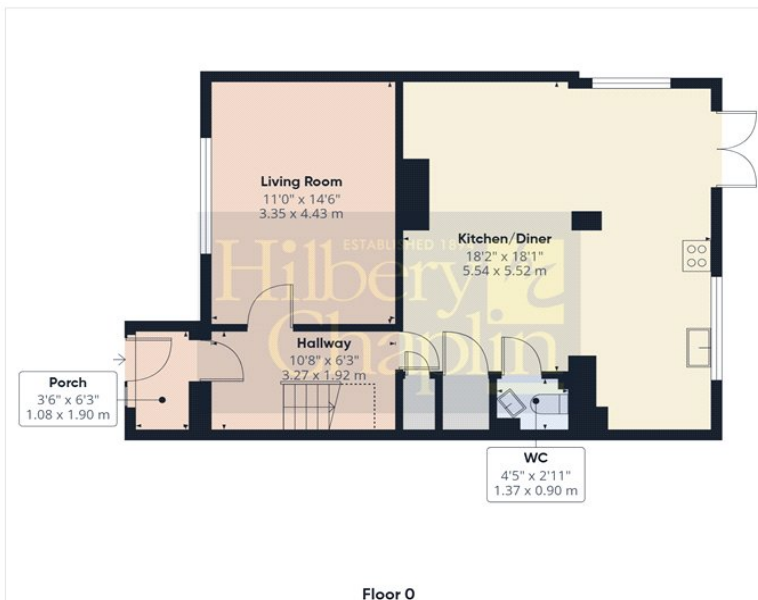 Living Room
11'0" x 14'6"
3.35 x 4.43 m
ESTABLISHED 189
Kitchen/Diner
18'2" x 18'1"
5.54 x 5.52 m
Hilbery
Chaplin
Hallway
10'8" x 6'3"
3.27 x 1.92 m
Porch
3'6" x 6'3"
1.08 x 1.90 m
WC
4'5" x 2'11"
1.37 x 0.90 m
Floor 0